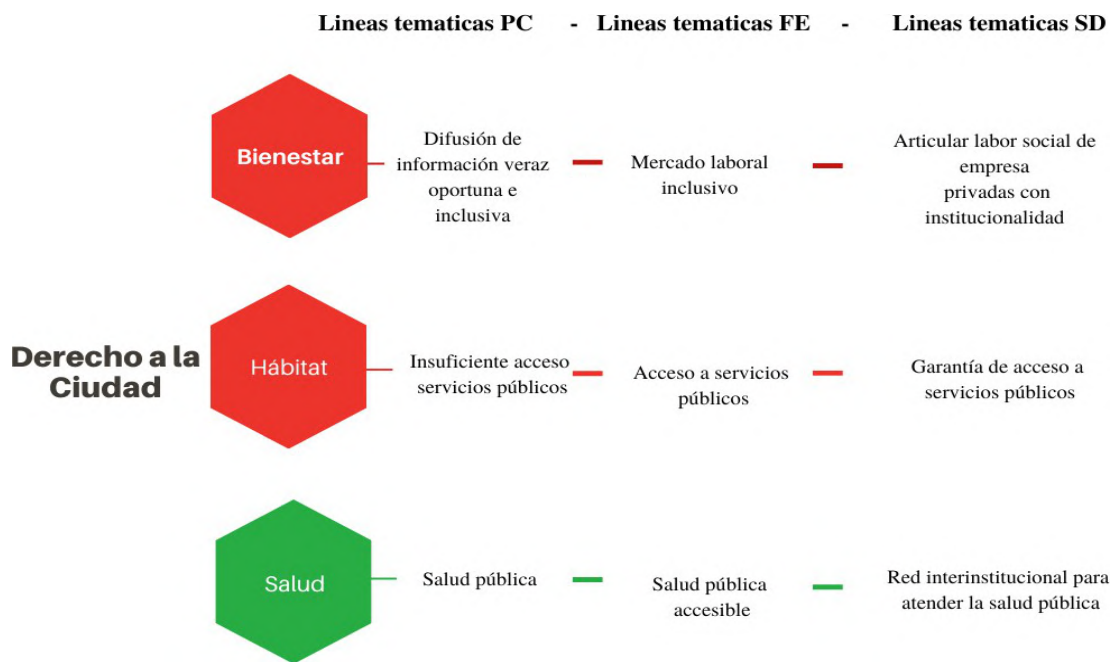 Lineas tematicas PC - Lineas tematicas FE - Lineas tematicas SD
Derecho a la
Ciudad
Bienestar
Difusión de
información veraz
oportuna e
inclusiva
Mercado laboral
inclusivo
Articular labor social de
empresa
privadas con
institucionalidad
Hábitat
Insuficiente acceso
servicios públicos
Acceso a servicios
públicos
Garantía de acceso a
servicios públicos
Salud
Salud pública
Salud pública
accesible
Red interinstitucional para
atender la salud pública